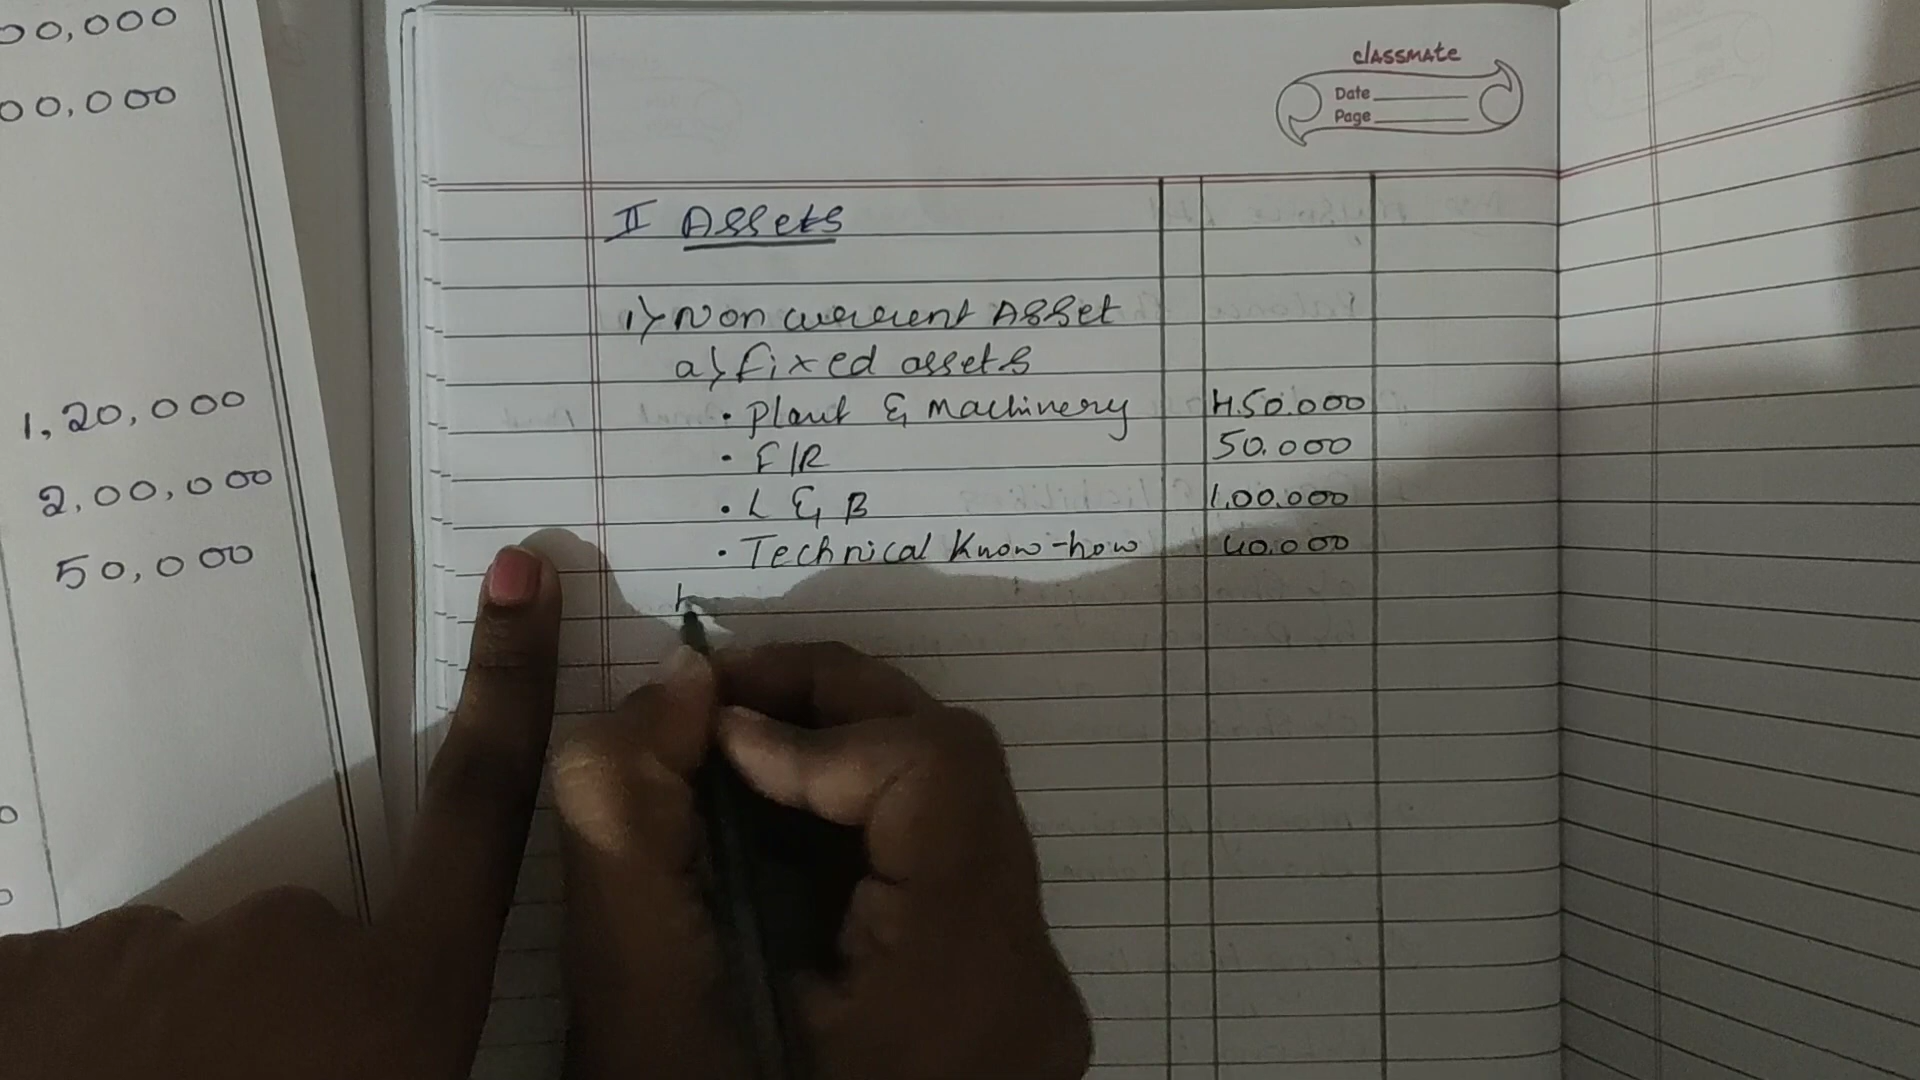 00,000
00,000
1,20,000
2,00,000
50,000
classmate
Date
Page
II Assets
1) Non current Asset
a) fixed assets
• Plant & Machinery 4.50.000
• F/R 50.000
• L & B 1.00.000
• Technical Know-how 40.000